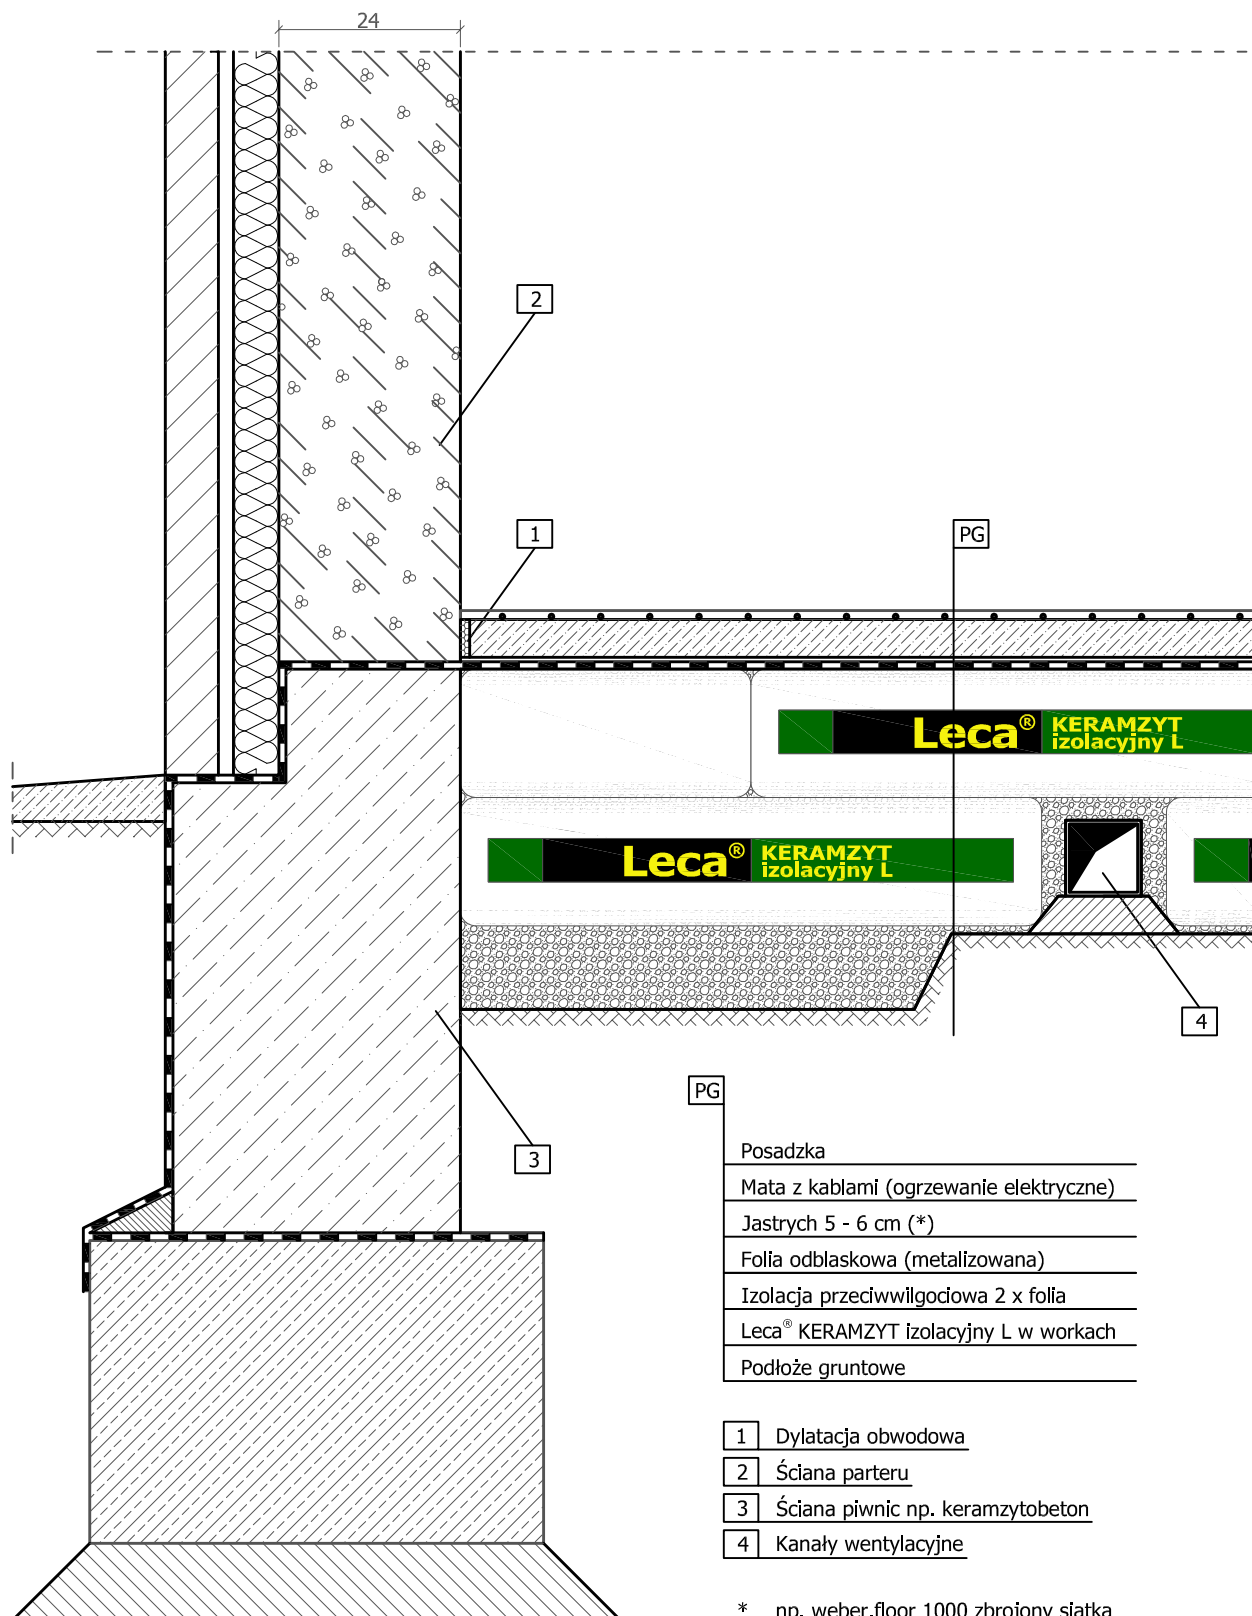 24
2
1
PG
Leca® KERAMZYT
izolacyjny L
Leca® KERAMZYT
izolacyjny L
4
3
PG
Posadzka
Mata z kablami (ogrzewanie elektryczne)
Jastrych 5 - 6 cm (*)
Folia odblaskowa (metalizowana)
Izolacja przeciwwilgociowa 2 x folia
Leca® KERAMZYT izolacyjny L w workach
Podłoże gruntowe
1 Dylatacja obwodowa
2 Ściana parteru
3 Ściana piwnic np. keramzytobeton
4 Kanały wentylacyjne
* np. weber.floor 1000 zbrojony siatką